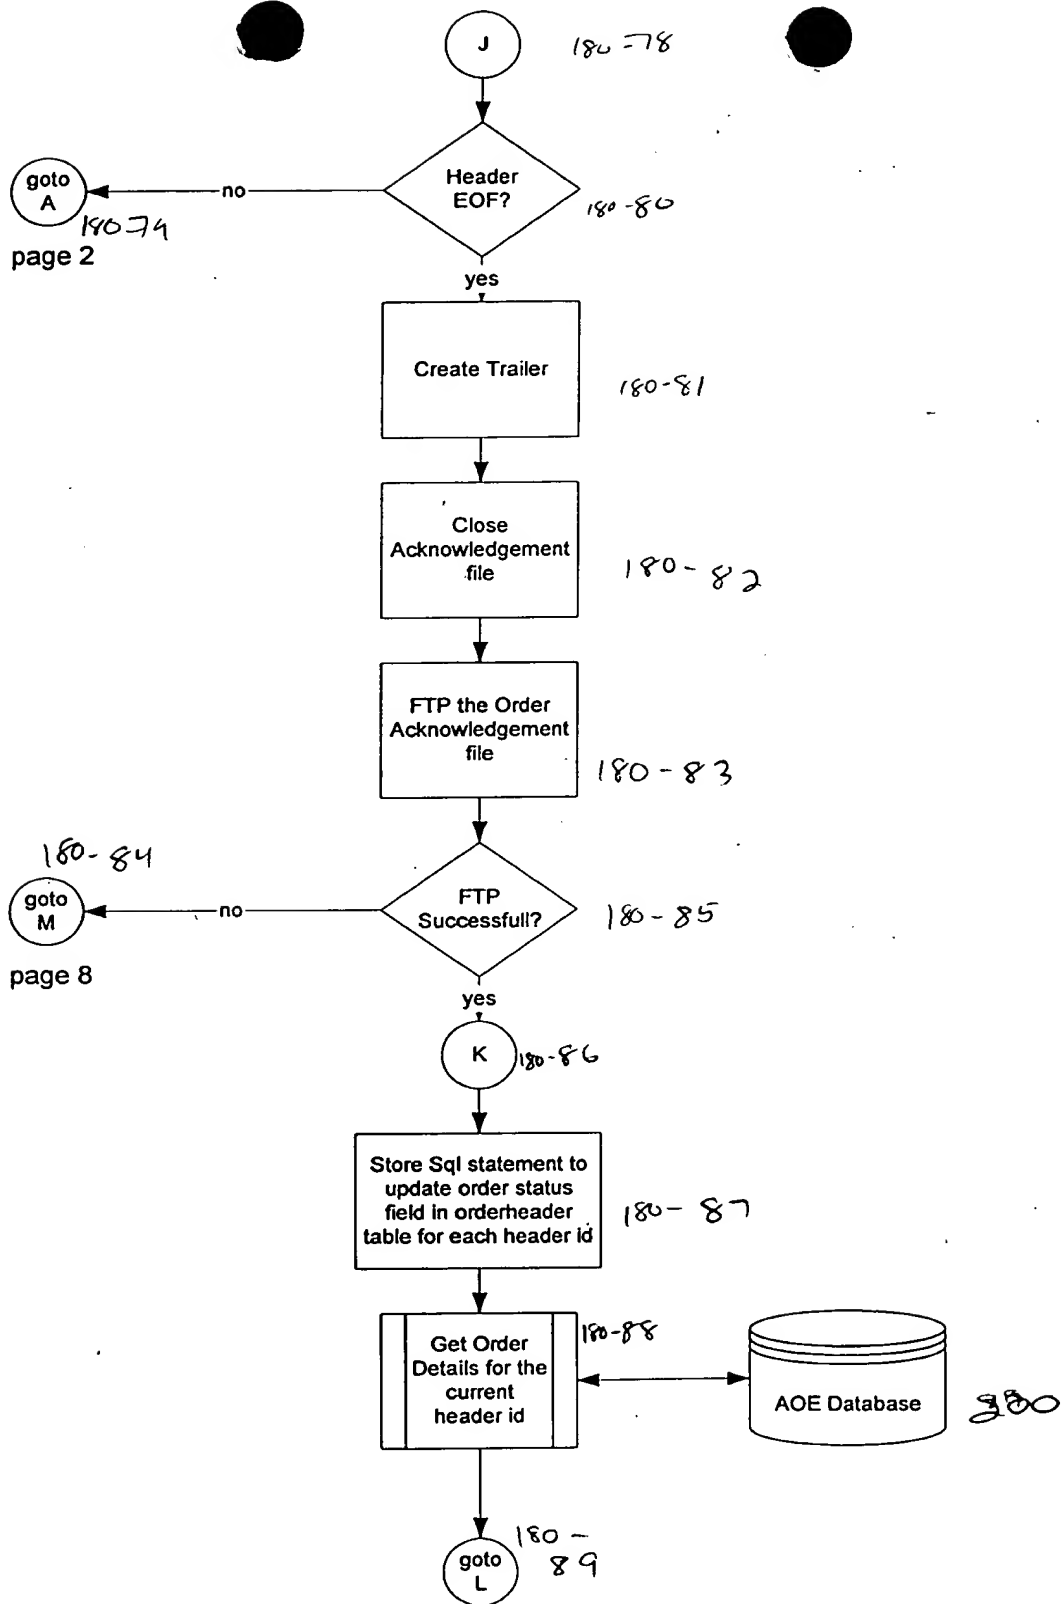 J
180-78
Header
EOF?
180-80
no
goto
A
180-79
page 2
yes
Create Trailer
180-81
Close
Acknowledgement
file
180-82
FTP the Order
Acknowledgement
file
180-83
180-84
goto
M
no
FTP
Successfull?
180-85
page 8
yes
K
180-86
Store Sql statement to
update order status
field in orderheader
table for each header id
180-87
Get Order
Details for the
current
header id
180-88
AOE Database
180-
89
goto
L